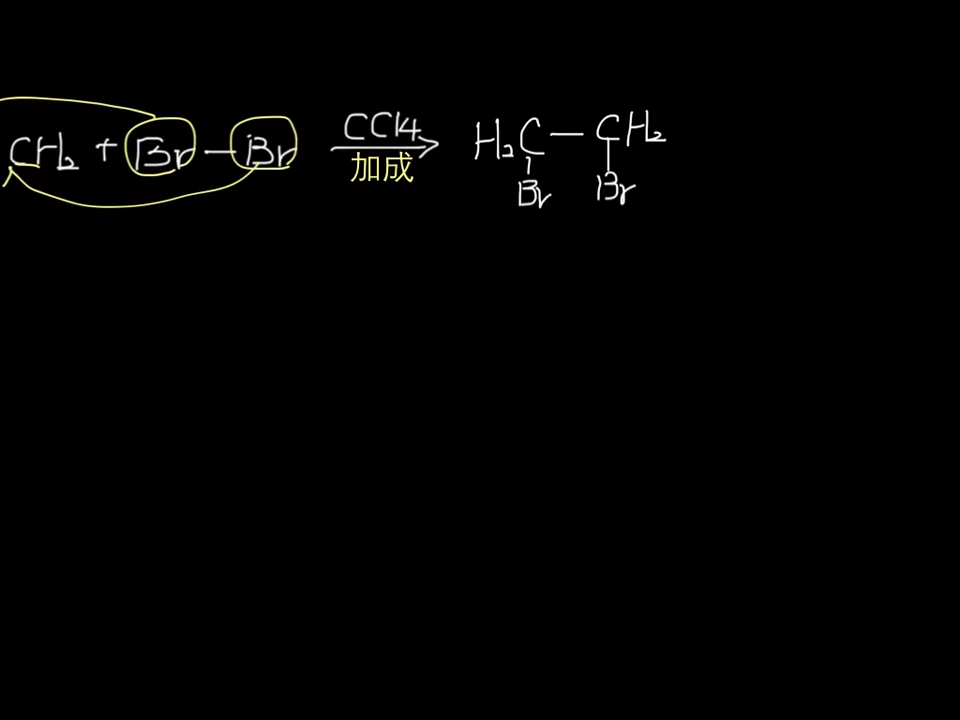 CH₂ + Br — Br CCl4 H₂C — CH₂
加成
Br Br